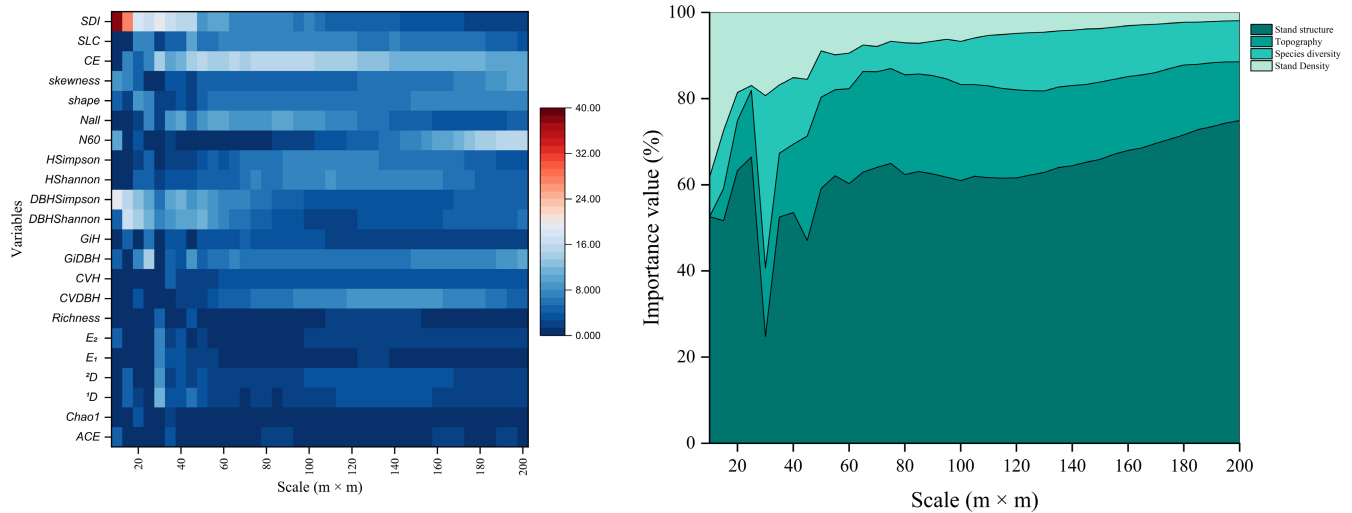 Variables
SDI
SLC
CE
skewness
shape
Nall
N60
HSimpson
HShannon
DBHSimpson
DBHShannon
GiH
GiDBH
CVH
CVDBH
Richness
E₂
E₁
²D
¹D
Chao1
ACE
20 40 60 80 100 120 140 160 180 200
Scale (m × m)
40.00
32.00
24.00
16.00
8.000
0.000
Importance value (%)
100
80
60
40
20
0
20 40 60 80 100 120 140 160 180 200
Scale (m × m)
Stand structure
Topography
Species diversity
Stand Density